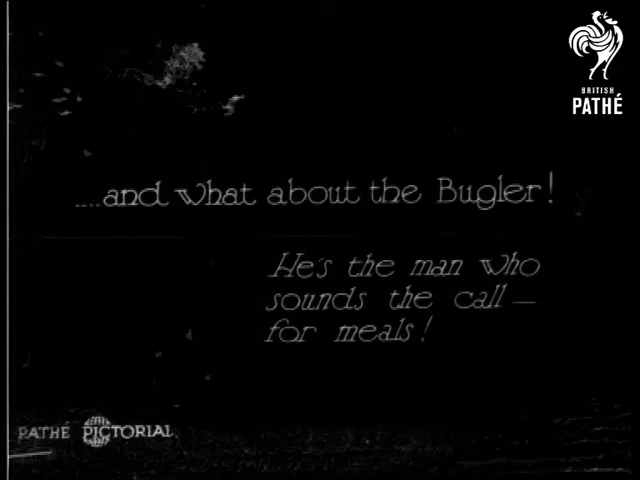 BRITISH
PATHÉ
....and what about the Bugler!
He's the man who
sounds the call —
for meals!
PATHÉ PICTORIAL